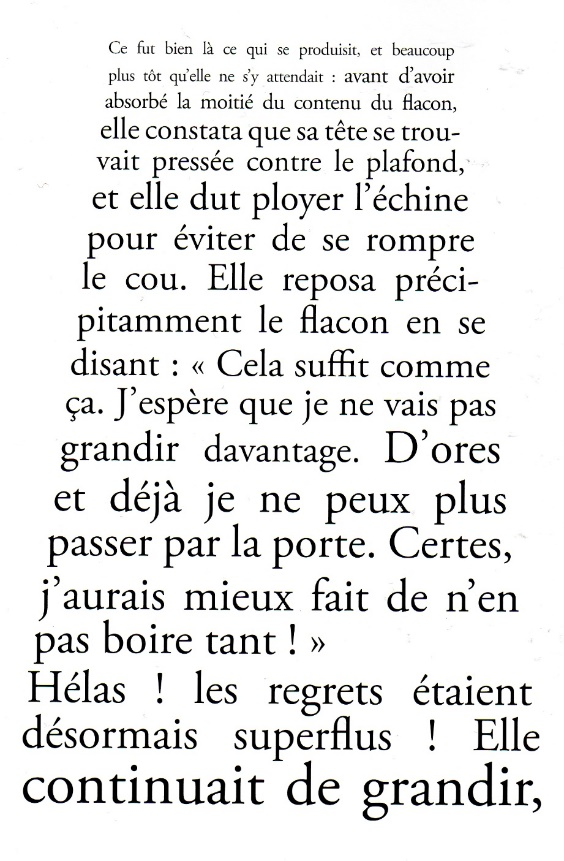 Ce fut bien là ce qui se produisit, et beaucoup
plus tôt qu'elle ne s'y attendait : avant d'avoir
absorbé la moitié du contenu du flacon,
elle constata que sa tête se trou-
vait pressée contre le plafond,
et elle dut ployer l'échine
pour éviter de se rompre
le cou. Elle reposa préci-
pitamment le flacon en se
disant : « Cela suffit comme
ça. J'espère que je ne vais pas
grandir davantage. D'ores
et déjà je ne peux plus
passer par la porte. Certes,
j'aurais mieux fait de n'en
pas boire tant ! »
Hélas ! les regrets étaient
désormais superflus ! Elle
continuait de grandir,